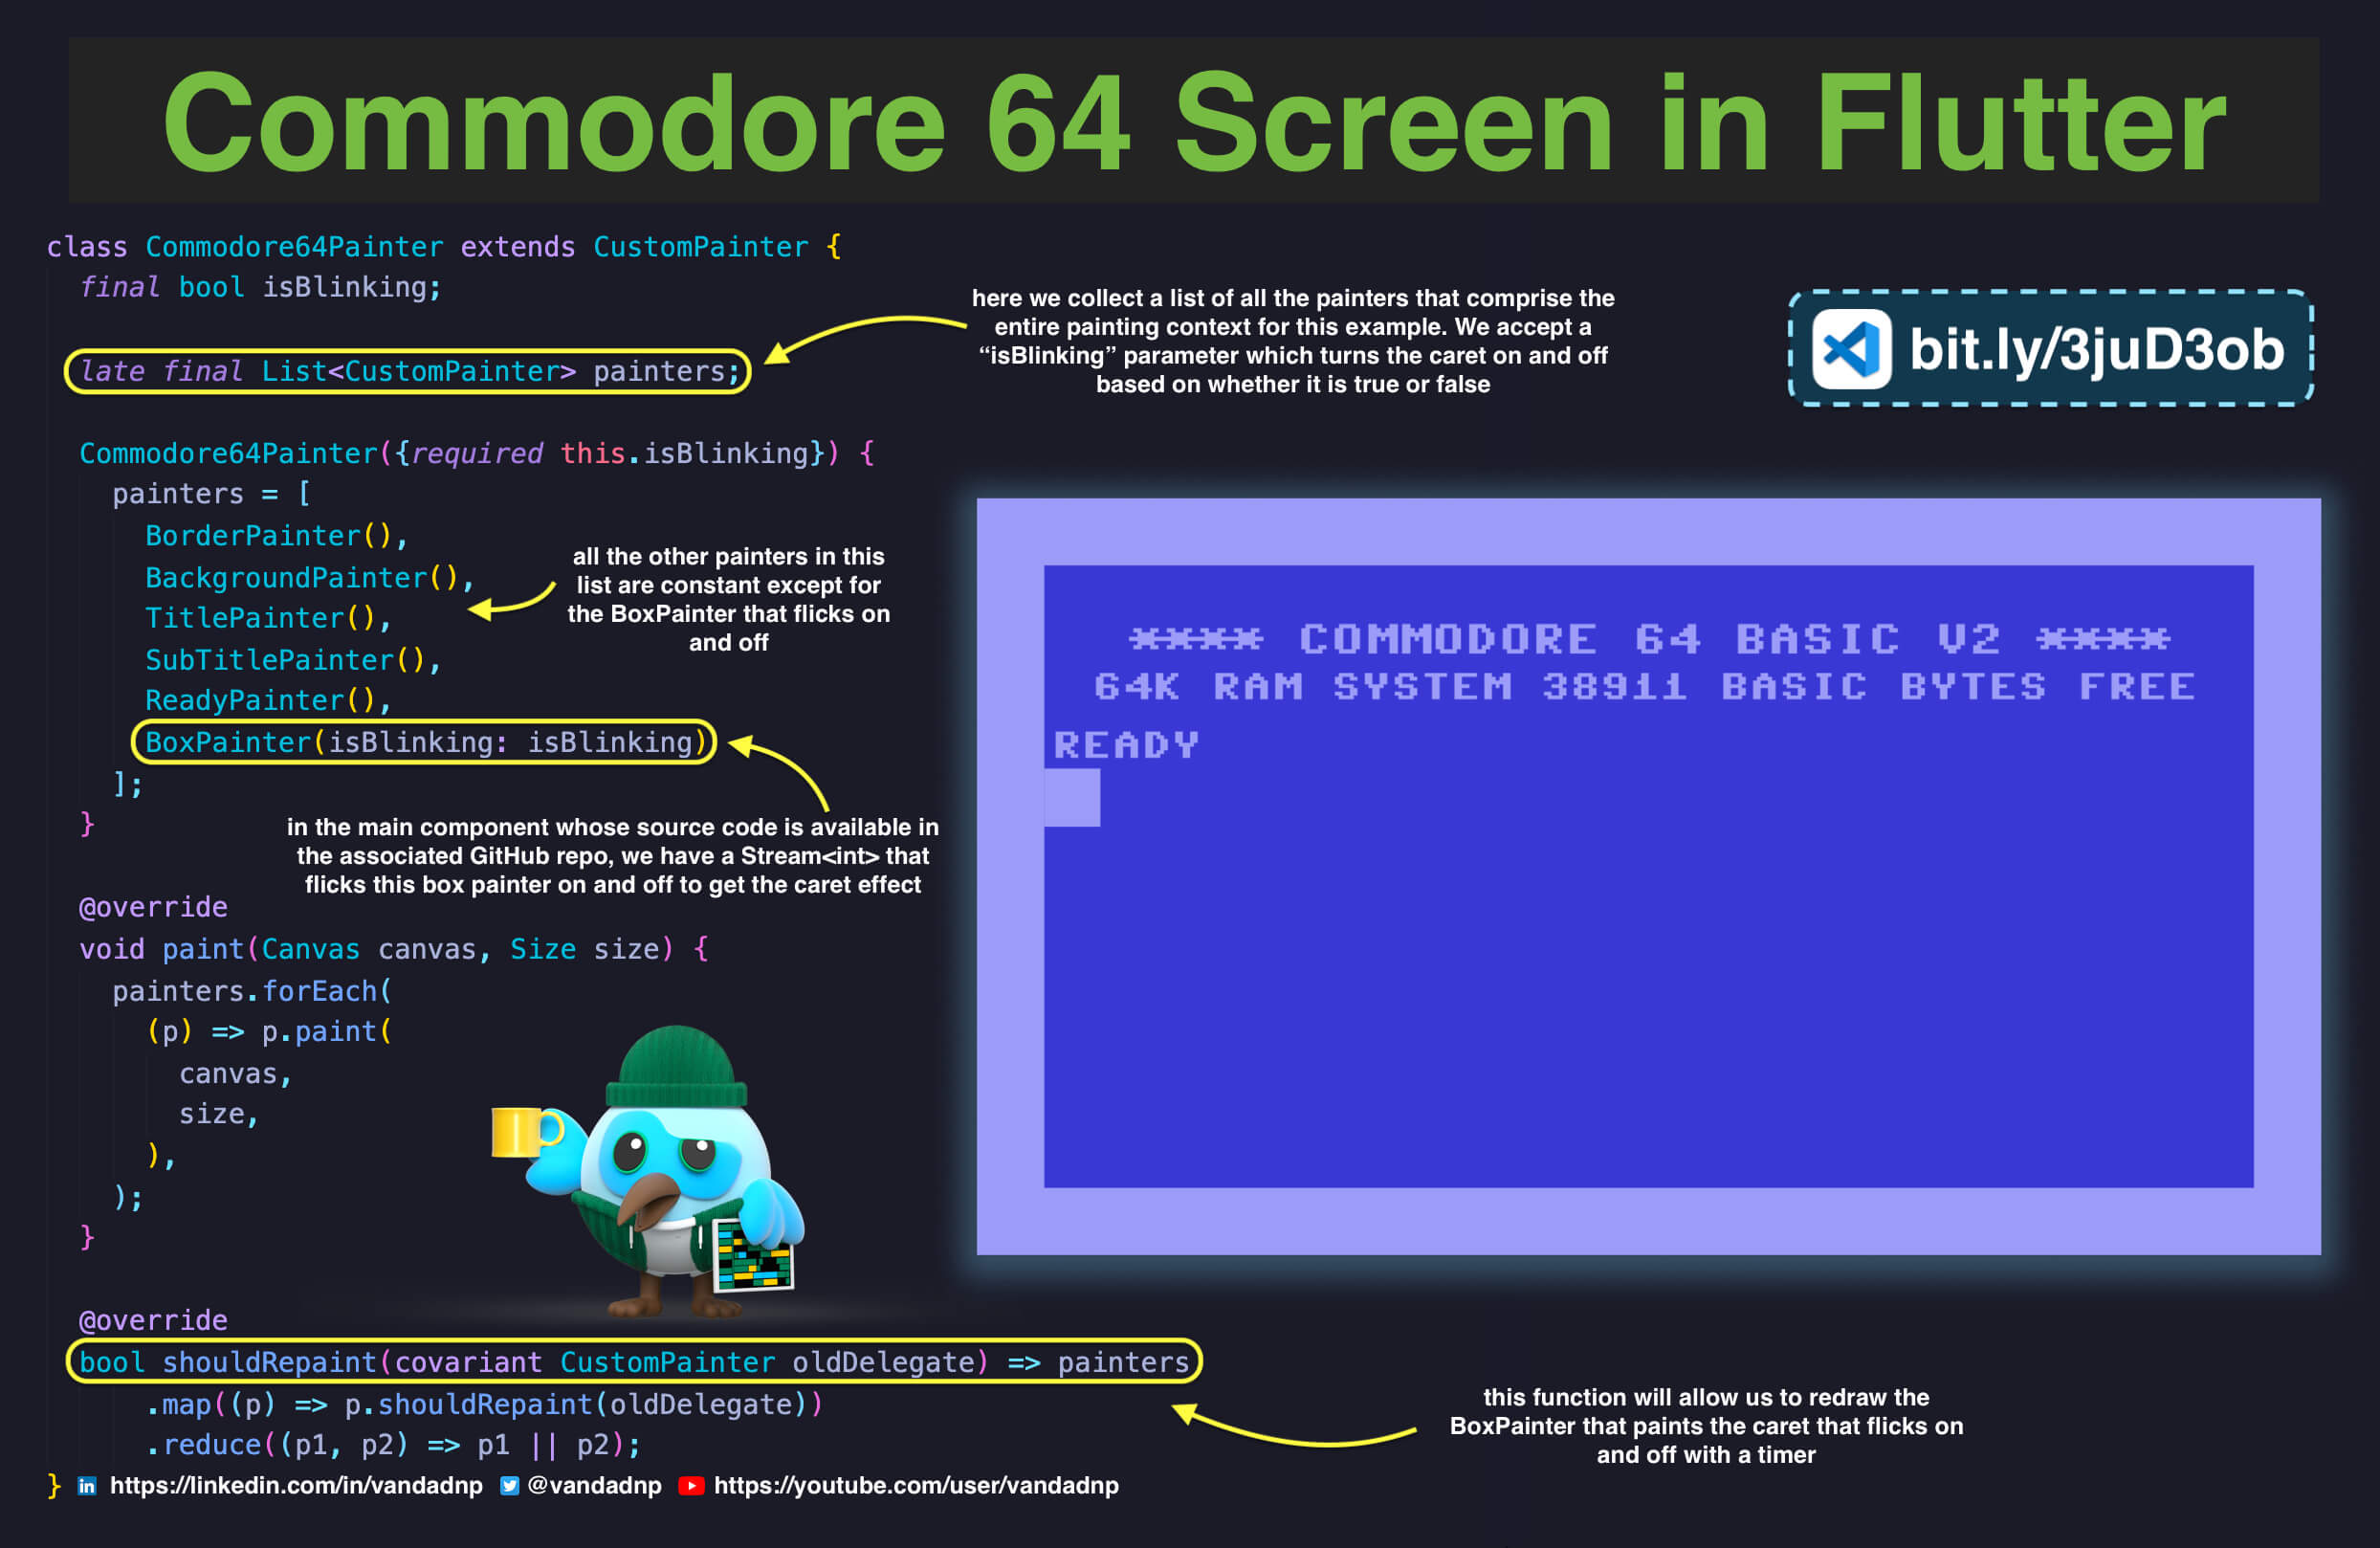 Commodore 64 Screen in Flutter
class Commodore64Painter extends CustomPainter {
final bool isBlinking;
late final List<CustomPainter> painters;
here we collect a list of all the painters that comprise the
entire painting context for this example. We accept a
“isBlinking” parameter which turns the caret on and off
based on whether it is true or false
bit.ly/3juD3ob
Commodore64Painter({required this.isBlinking}) {
painters = [
BorderPainter(),
BackgroundPainter(),
TitlePainter(),
SubTitlePainter(),
ReadyPainter(),
BoxPainter(isBlinking: isBlinking)
];
}
all the other painters in this
list are constant except for
the BoxPainter that flicks on
and off
in the main component whose source code is available in
the associated GitHub repo, we have a Stream<int> that
flicks this box painter on and off to get the caret effect
**** COMMODORE 64 BASIC V2 ****
64K RAM SYSTEM 38911 BASIC BYTES FREE
READY
@override
void paint(Canvas canvas, Size size) {
painters.forEach(
(p) => p.paint(
canvas,
size,
),
);
}
@override
bool shouldRepaint(covariant CustomPainter oldDelegate) => painters
.map((p) => p.shouldRepaint(oldDelegate))
.reduce((p1, p2) => p1 || p2);
this function will allow us to redraw the
BoxPainter that paints the caret that flicks on
and off with a timer
} in https://linkedin.com/in/vandadnp @vandadnp https://youtube.com/user/vandadnp